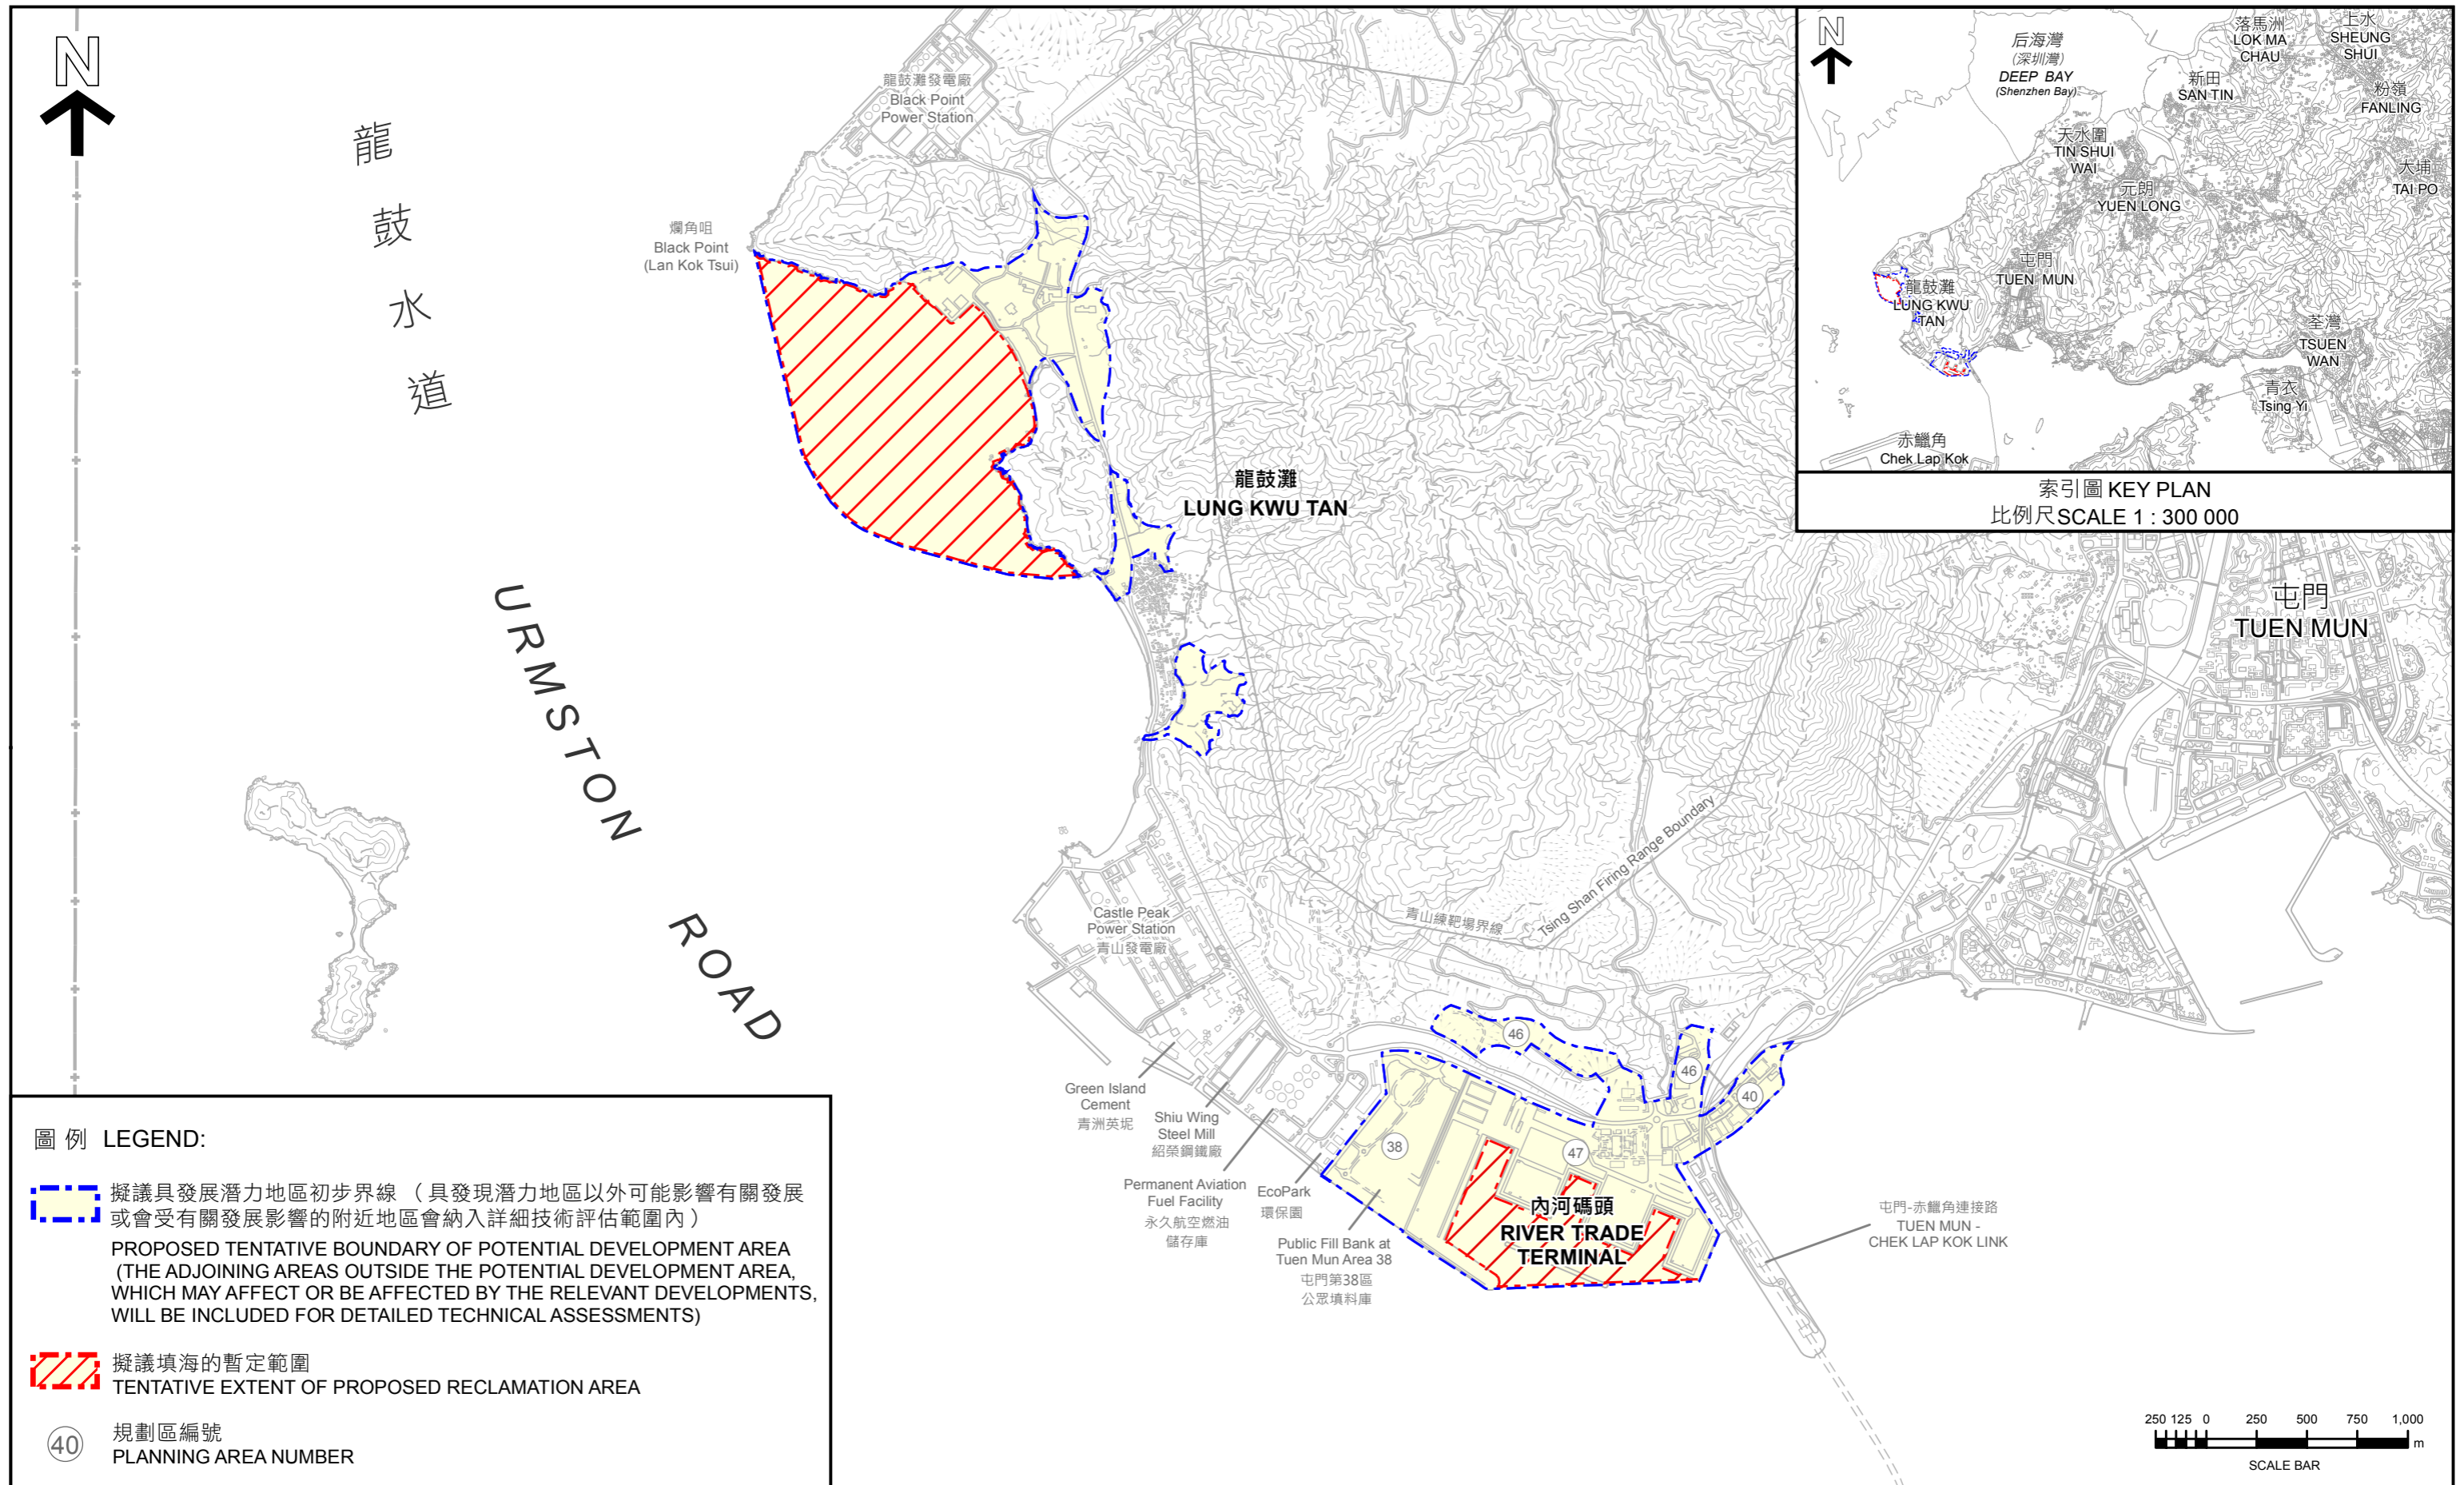 N
龍鼓水道
URMSTON ROAD
龍鼓灘發電廠
Black Point
Power Station
爛角咀
Black Point
(Lan Kok Tsui)
龍鼓灘
LUNG KWU TAN
屯門
TUEN MUN
青山練靶場界線
Tsing Shan Firing Range Boundary
Castle Peak
Power Station
青山發電廠
Green Island
Cement
青洲英坭
Shiu Wing
Steel Mill
紹榮鋼鐵廠
Permanent Aviation
Fuel Facility
永久航空燃油
儲存庫
EcoPark
環保園
Public Fill Bank at
Tuen Mun Area 38
屯門第38區
公眾填料庫
46
46
40
38
47
內河碼頭
RIVER TRADE
TERMINAL
屯門-赤鱲角連接路
TUEN MUN -
CHEK LAP KOK LINK
N
后海灣
(深圳灣)
DEEP BAY
(Shenzhen Bay)
落馬洲
LOK MA
CHAU
上水
SHEUNG
SHUI
新田
SAN TIN
粉嶺
FANLING
天水圍
TIN SHUI
WAI
元朗
YUEN LONG
大埔
TAI PO
屯門
TUEN MUN
龍鼓灘
LUNG KWU
TAN
荃灣
TSUEN
WAN
青衣
Tsing Yi
赤鱲角
Chek Lap Kok
索引圖 KEY PLAN
比例尺SCALE 1 : 300 000
圖例 LEGEND:
擬議具發展潛力地區初步界線 （具發現潛力地區以外可能影響有關發展
或會受有關發展影響的附近地區會納入詳細技術評估範圍內）
PROPOSED TENTATIVE BOUNDARY OF POTENTIAL DEVELOPMENT AREA
(THE ADJOINING AREAS OUTSIDE THE POTENTIAL DEVELOPMENT AREA,
WHICH MAY AFFECT OR BE AFFECTED BY THE RELEVANT DEVELOPMENTS,
WILL BE INCLUDED FOR DETAILED TECHNICAL ASSESSMENTS)
擬議填海的暫定範圍
TENTATIVE EXTENT OF PROPOSED RECLAMATION AREA
40
規劃區編號
PLANNING AREA NUMBER
250 125 0 250 500 750 1,000
m
SCALE BAR